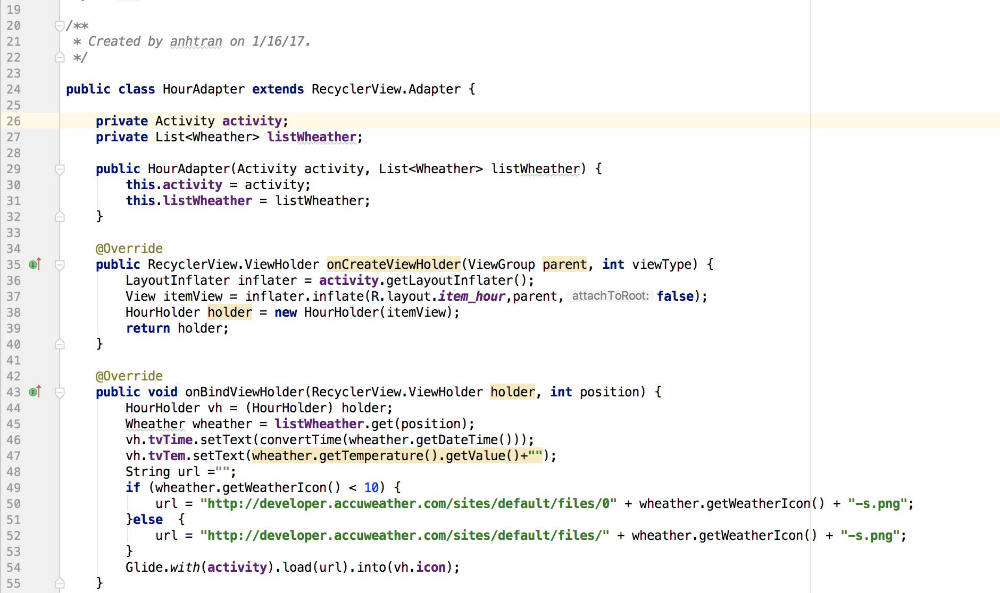 19
20 /**
21  * Created by anhtran on 1/16/17.
22  */
23
24 public class HourAdapter extends RecyclerView.Adapter {
25
26     private Activity activity;
27     private List<Wheather> listWheather;
28
29     public HourAdapter(Activity activity, List<Wheather> listWheather) {
30         this.activity = activity;
31         this.listWheather = listWheather;
32     }
33
34     @Override
35     public RecyclerView.ViewHolder onCreateViewHolder(ViewGroup parent, int viewType) {
36         LayoutInflater inflater = activity.getLayoutInflater();
37         View itemView = inflater.inflate(R.layout.item_hour,parent, attachToRoot: false);
38         HourHolder holder = new HourHolder(itemView);
39         return holder;
40     }
41
42     @Override
43     public void onBindViewHolder(RecyclerView.ViewHolder holder, int position) {
44         HourHolder vh = (HourHolder) holder;
45         Wheather wheather = listWheather.get(position);
46         vh.tvTime.setText(convertTime(wheather.getDateTime()));
47         vh.tvTem.setText(wheather.getTemperature().getValue()+"");
48         String url ="";
49         if (wheather.getWeatherIcon() < 10) {
50             url = "http://developer.accuweather.com/sites/default/files/0" + wheather.getWeatherIcon() + "-s.png";
51         }else  {
52             url = "http://developer.accuweather.com/sites/default/files/" + wheather.getWeatherIcon() + "-s.png";
53         }
54         Glide.with(activity).load(url).into(vh.icon);
55     }